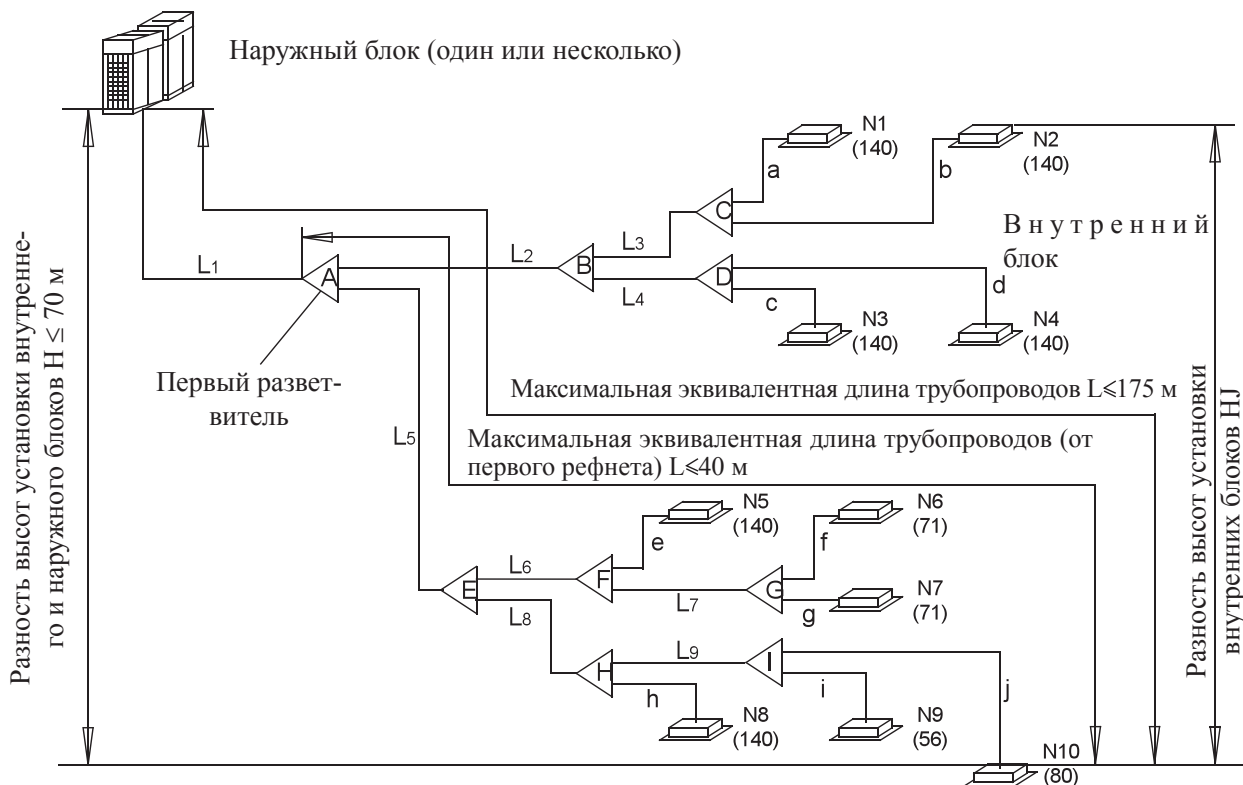 Наружный блок (один или несколько)
N1
(140)
N2
(140)
a
b
C
Внутренний
блок
L1
A
L2
B
L3
L4
D
d
c
N3
(140)
N4
(140)
Первый развет-
витель
Максимальная эквивалентная длина трубопроводов L≤175 м
L5
Максимальная эквивалентная длина трубопроводов (от
первого рефнета) L≤40 м
N5
(140)
N6
(71)
e
f
L6
E
F
L7
G
g
N7
(71)
L8
L9
H
I
h
i
j
N8
(140)
N9
(56)
N10
(80)
Разность высот установки внутренне-
го и наружного блоков H ≤ 70 м
Разность высот установки
внутренних блоков HJ